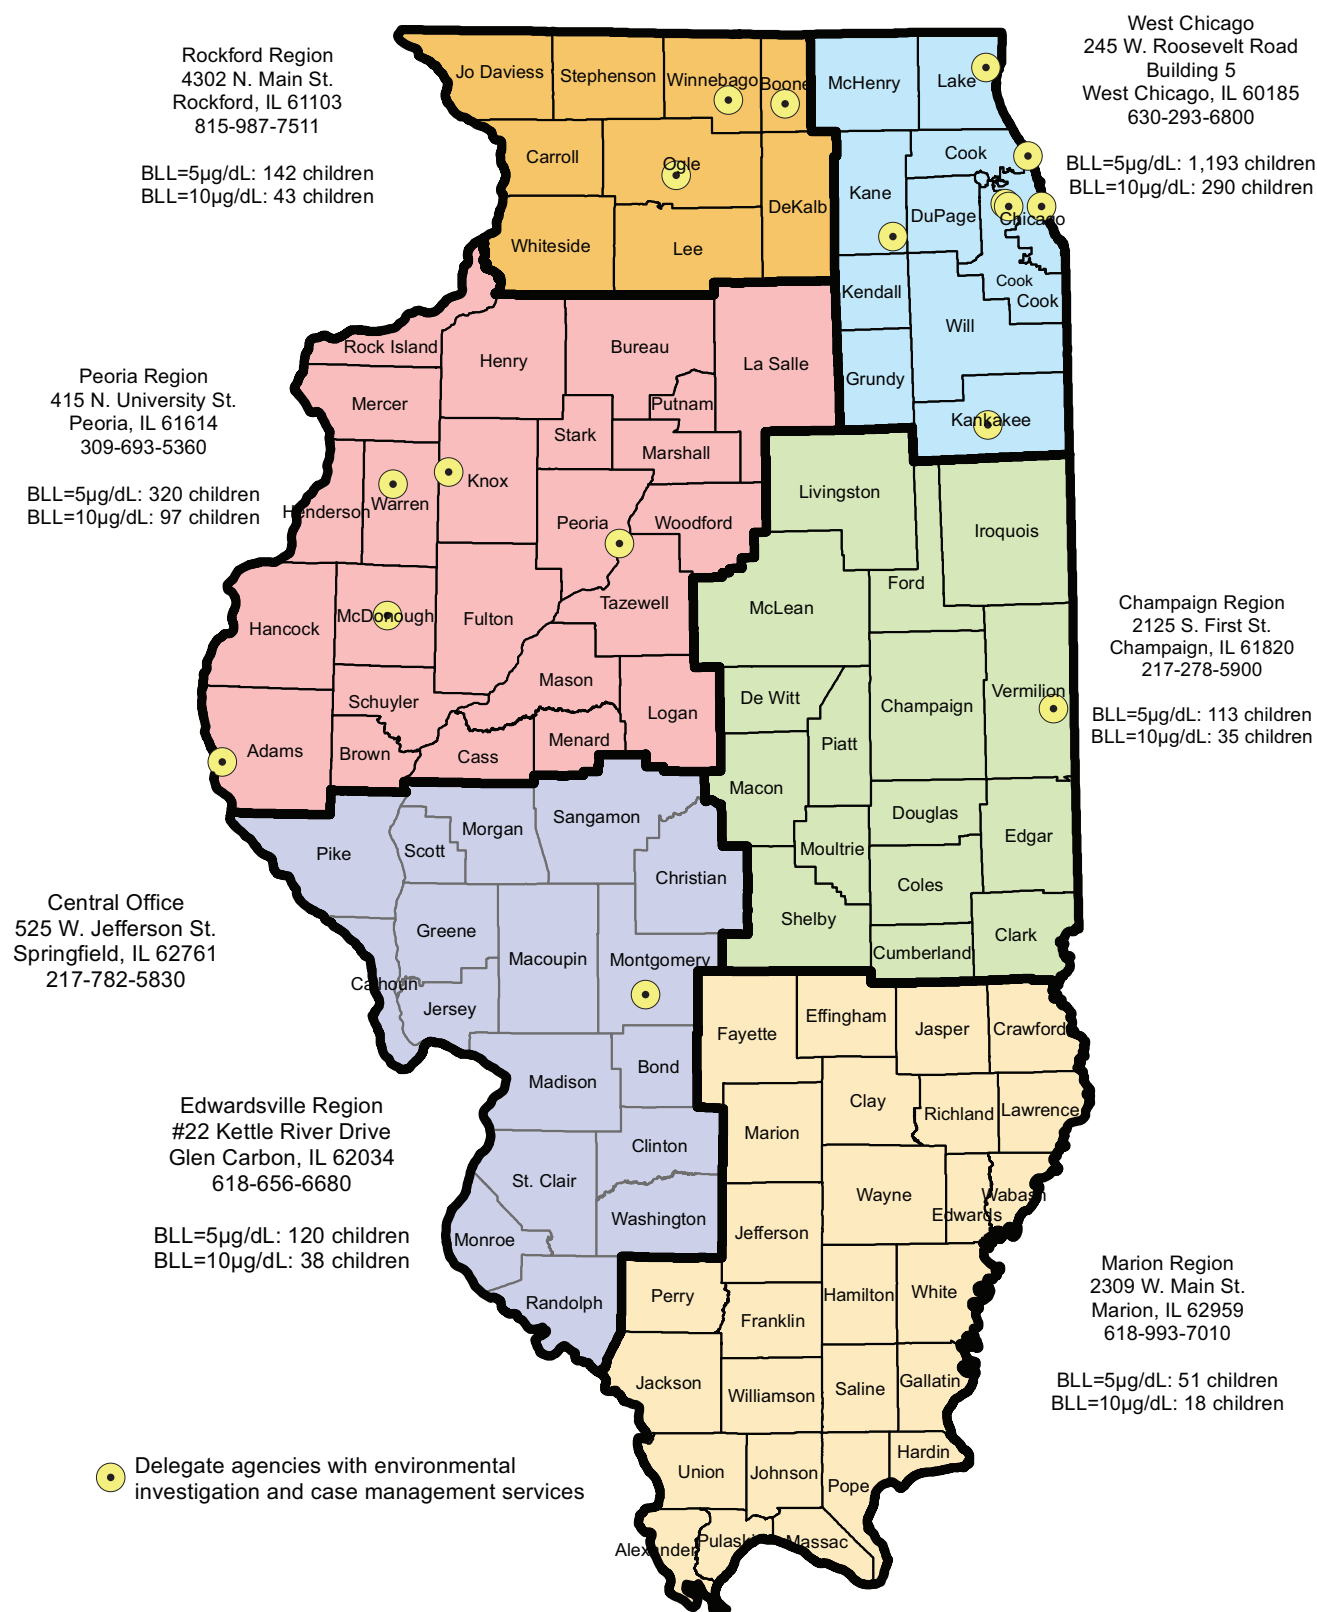 Rockford Region
4302 N. Main St.
Rockford, IL 61103
815-987-7511
BLL=5µg/dL: 142 children
BLL=10µg/dL: 43 children
West Chicago
245 W. Roosevelt Road
Building 5
West Chicago, IL 60185
630-293-6800
BLL=5µg/dL: 1,193 children
BLL=10µg/dL: 290 children
Jo Daviess
Stephenson
Winnebago
Boone
McHenry
Lake
Carroll
Ogle
DeKalb
Whiteside
Lee
Cook
Kane
DuPage
Chicago
Cook
Cook
Kendall
Will
Grundy
Kankakee
Peoria Region
415 N. University St.
Peoria, IL 61614
309-693-5360
BLL=5µg/dL: 320 children
BLL=10µg/dL: 97 children
Rock Island
Henry
Bureau
La Salle
Mercer
Putnam
Stark
Marshall
Henderson
Warren
Knox
Peoria
Woodford
Hancock
McDonough
Fulton
Tazewell
Mason
Schuyler
Logan
Adams
Brown
Cass
Menard
Livingston
Iroquois
Ford
McLean
De Witt
Champaign
Vermilion
Piatt
Macon
Douglas
Edgar
Moultrie
Coles
Shelby
Clark
Cumberland
Champaign Region
2125 S. First St.
Champaign, IL 61820
217-278-5900
BLL=5µg/dL: 113 children
BLL=10µg/dL: 35 children
Central Office
525 W. Jefferson St.
Springfield, IL 62761
217-782-5830
Pike
Scott
Morgan
Sangamon
Christian
Greene
Macoupin
Montgomery
Calhoun
Jersey
Madison
Bond
Clinton
St. Clair
Washington
Monroe
Randolph
Edwardsville Region
#22 Kettle River Drive
Glen Carbon, IL 62034
618-656-6680
BLL=5µg/dL: 120 children
BLL=10µg/dL: 38 children
Fayette
Effingham
Jasper
Crawford
Clay
Richland
Lawrence
Marion
Wayne
Edwards
Wabash
Jefferson
Perry
Hamilton
White
Franklin
Jackson
Williamson
Saline
Gallatin
Union
Johnson
Pope
Hardin
Alexander
Pulaski
Massac
Marion Region
2309 W. Main St.
Marion, IL 62959
618-993-7010
BLL=5µg/dL: 51 children
BLL=10µg/dL: 18 children
Delegate agencies with environmental
investigation and case management services